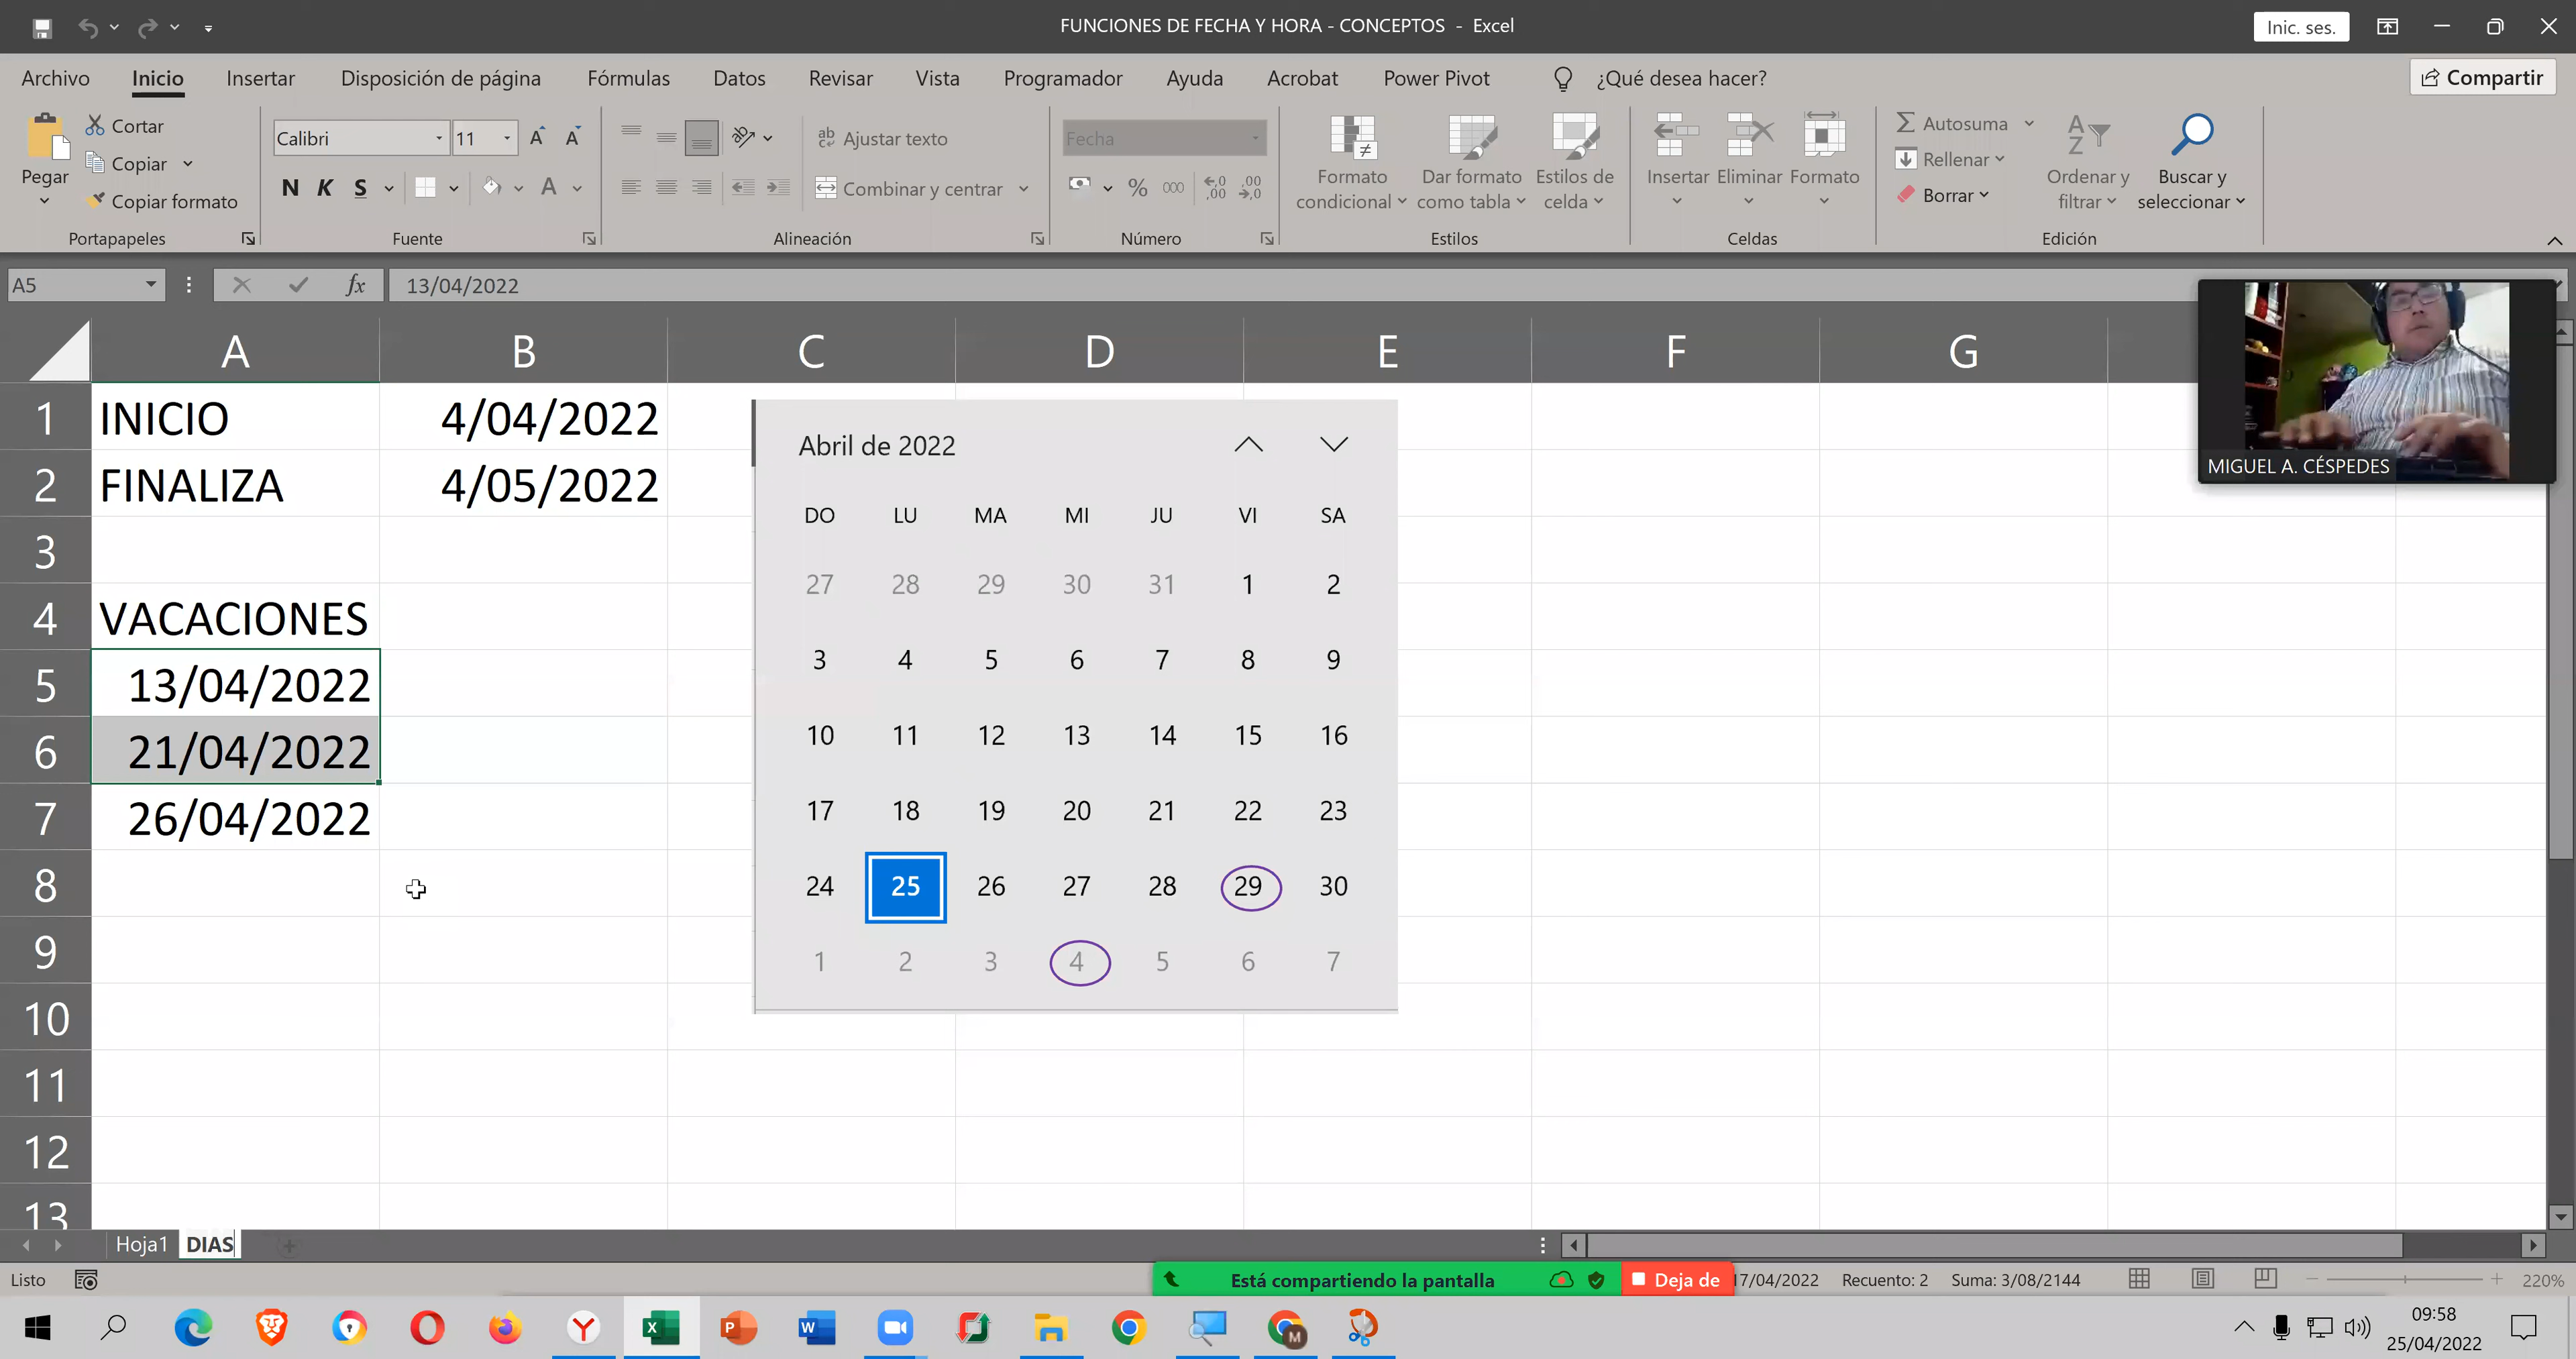 FUNCIONES DE FECHA Y HORA - CONCEPTOS - Excel
Inic. ses.
Archivo Inicio Insertar Disposición de página Fórmulas Datos Revisar Vista Programador Ayuda Acrobat Power Pivot ¿Qué desea hacer? Compartir
Pegar
Cortar
Copiar
Copiar formato
Portapapeles
Calibri 11
N K S
Fuente
Ajustar texto
Combinar y centrar
Alineación
Fecha
% 000
Número
Formato condicional
Dar formato como tabla
Estilos de celda
Estilos
Insertar Eliminar Formato
Celdas
Autosuma
Rellenar
Borrar
Ordenar y filtrar
Buscar y seleccionar
Edición
A5 fx 13/04/2022
A B C D E F G
MIGUEL A. CÉSPEDES
1 INICIO 4/04/2022
2 FINALIZA 4/05/2022
3
4 VACACIONES
5 13/04/2022
6 21/04/2022
7 26/04/2022
8
9
10
11
12
13
Abril de 2022
DO LU MA MI JU VI SA
27 28 29 30 31 1 2
3 4 5 6 7 8 9
10 11 12 13 14 15 16
17 18 19 20 21 22 23
24 25 26 27 28 29 30
1 2 3 4 5 6 7
Hoja1 DIAS
Listo
Está compartiendo la pantalla
Deja de
17/04/2022 Recuento: 2 Suma: 3/08/2144 220%
09:58
25/04/2022